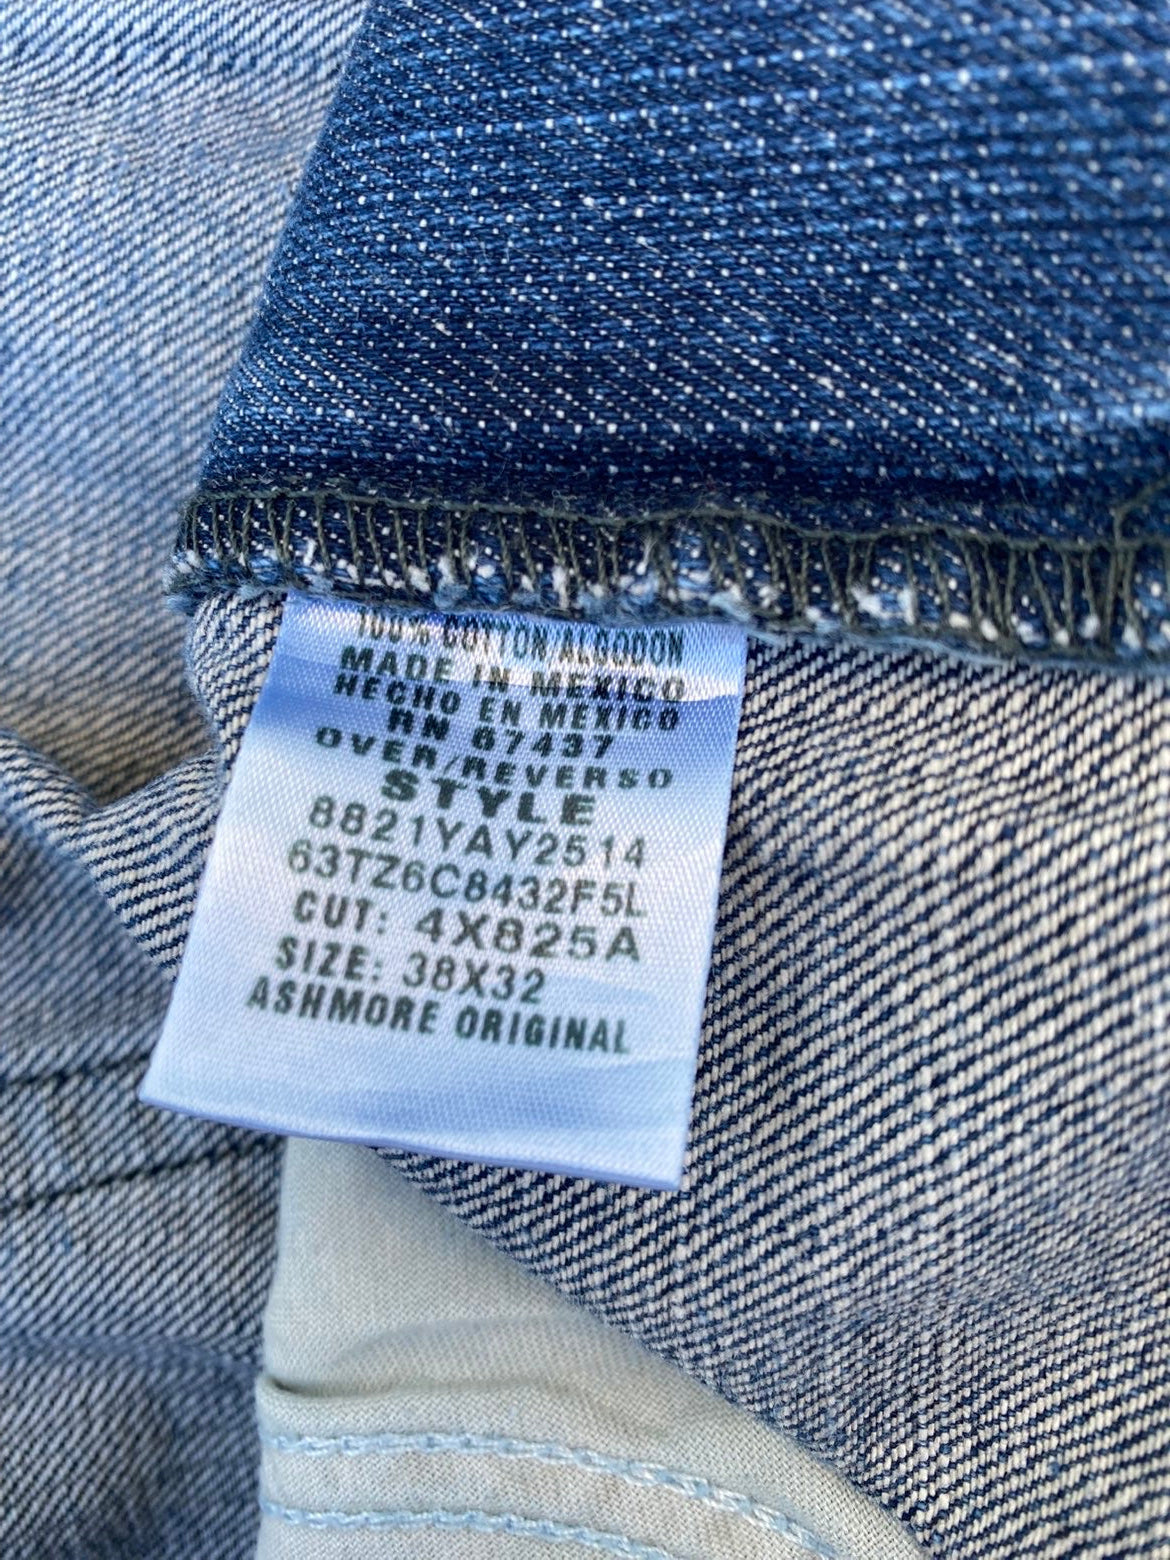 100% COTTON/ALGODON
MADE IN MEXICO
HECHO EN MEXICO
RN 67437
OVER/REVERSO
STYLE
8821YAY2514
63TZ6C8432F5L
CUT: 4X825A
SIZE: 38X32
ASHMORE ORIGINAL